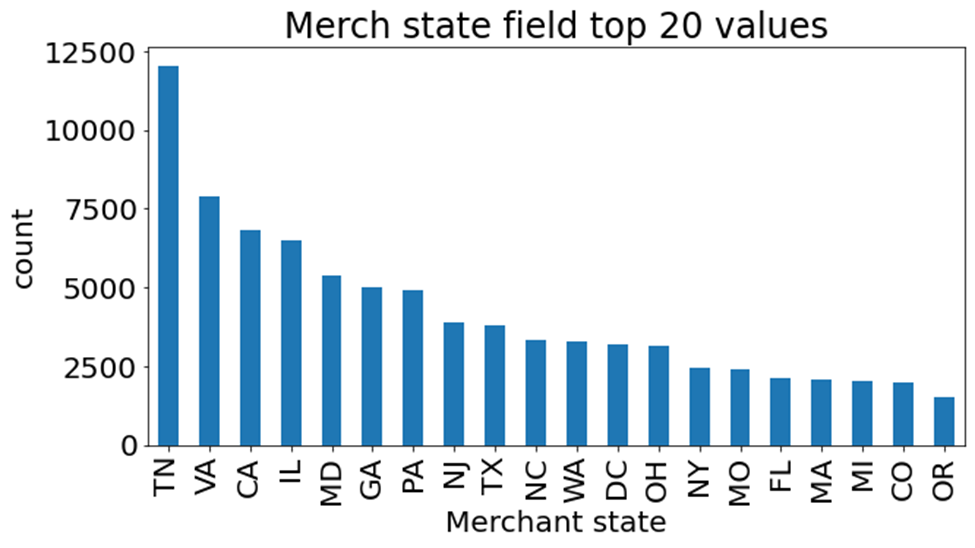 Merch state field top 20 values
12500
10000
7500
5000
2500
0
count
TN VA CA IL MD GA PA NJ TX NC WA DC OH NY MO FL MA MI CO OR
Merchant state